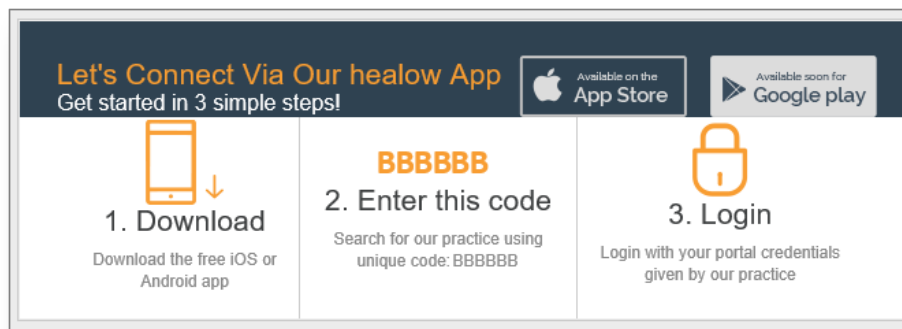 Let's Connect Via Our healow App
Get started in 3 simple steps!
Available on the
App Store
Available soon for
Google play
1. Download
Download the free iOS or
Android app
BBBBBB
2. Enter this code
Search for our practice using
unique code: BBBBBB
3. Login
Login with your portal credentials
given by our practice